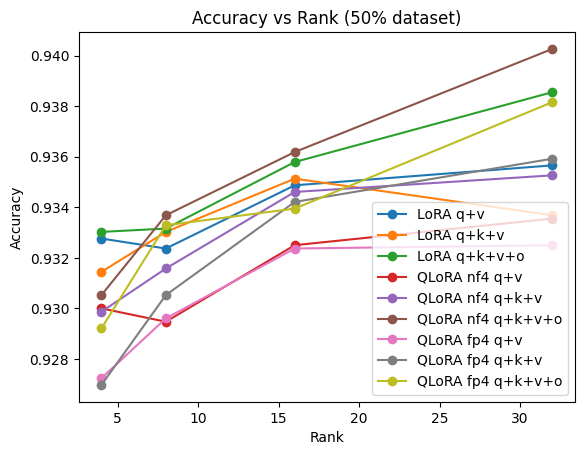 Accuracy vs Rank (50% dataset)
Accuracy
0.940
0.938
0.936
0.934
0.932
0.930
0.928
LoRA q+v
LoRA q+k+v
LoRA q+k+v+o
QLoRA nf4 q+v
QLoRA nf4 q+k+v
QLoRA nf4 q+k+v+o
QLoRA fp4 q+v
QLoRA fp4 q+k+v
QLoRA fp4 q+k+v+o
5 10 15 20 25 30
Rank